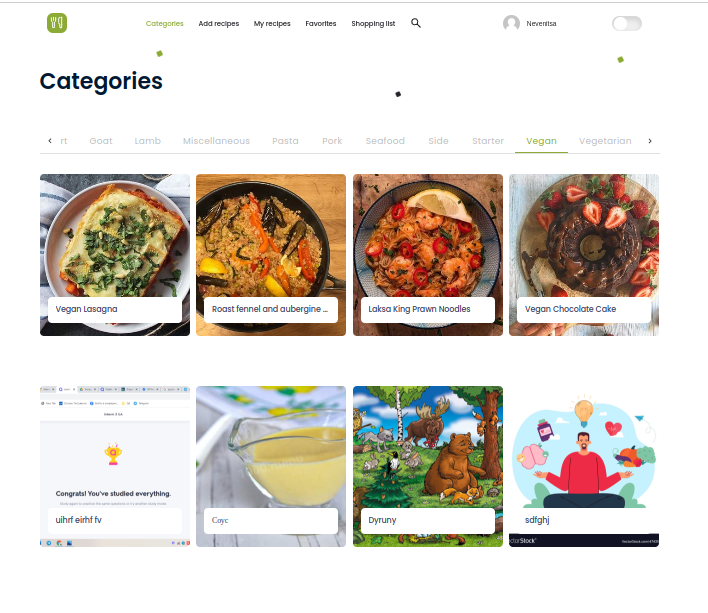 Categories Add recipes My recipes Favorites Shopping list Nevenitsa
Categories
rt Goat Lamb Miscellaneous Pasta Pork Seafood Side Starter Vegan Vegetarian
Vegan Lasagna
Roast fennel and aubergine ...
Laksa King Prawn Noodles
Vegan Chocolate Cake
Congrats! You've studied everything.
uihrf eirhf fv
Соус
Dyruny
sdfghj
ctorStock